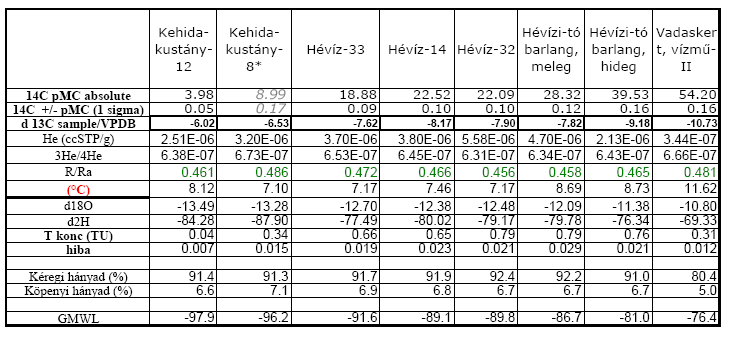 Kehida-kustány-12 Kehida-kustány-8* Hévíz-33 Hévíz-14 Hévíz-32 Hévízi-tó barlang, meleg Hévízi-tó barlang, hideg Vadaskert, vízmű-II
14C pMC absolute 3.98 8.99 18.88 22.52 22.09 28.32 39.53 54.20
14C +/- pMC (1 sigma) 0.05 0.17 0.09 0.10 0.10 0.12 0.16 0.16
d 13C sample/VPDB -6.02 -6.53 -7.62 -8.17 -7.90 -7.82 -9.18 -10.73
He (ccSTP/g) 2.51E-06 3.20E-06 3.70E-06 3.80E-06 5.58E-06 4.70E-06 2.13E-06 3.44E-07
3He/4He 6.38E-07 6.73E-07 6.53E-07 6.45E-07 6.31E-07 6.34E-07 6.43E-07 6.66E-07
R/Ra 0.461 0.486 0.472 0.466 0.456 0.458 0.465 0.481
(°C) 8.12 7.10 7.17 7.46 7.17 8.69 8.73 11.62
d18O -13.49 -13.28 -12.70 -12.38 -12.48 -12.09 -11.38 -10.80
d2H -84.28 -87.90 -77.49 -80.02 -79.17 -79.78 -76.34 -69.33
T konc (TU) 0.04 0.34 0.66 0.65 0.79 0.79 0.76 0.31
hiba 0.007 0.015 0.019 0.023 0.021 0.029 0.021 0.012
Kéregi hányad (%) 91.4 91.3 91.7 91.9 92.4 92.2 91.0 80.4
Köpenyi hányad (%) 6.6 7.1 6.9 6.8 6.7 6.7 6.7 5.0
GMWL -97.9 -96.2 -91.6 -89.1 -89.8 -86.7 -81.0 -76.4